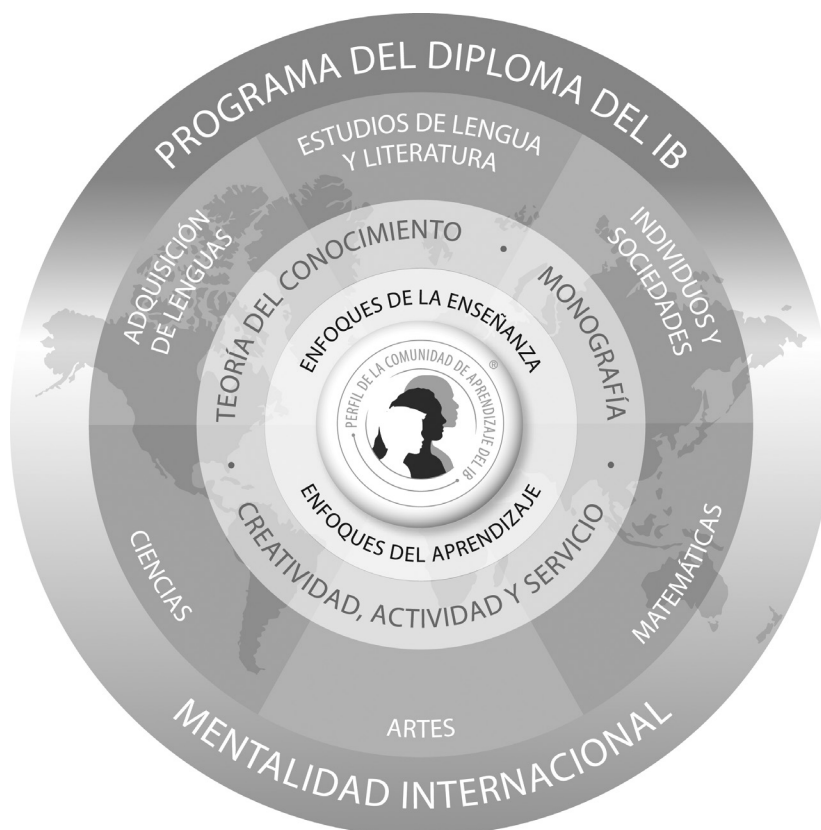 PROGRAMA DEL DIPLOMA DEL IB
ESTUDIOS DE LENGUA
Y LITERATURA
ADQUISICIÓN
DE LENGUAS
INDIVIDUOS Y
SOCIEDADES
TEORÍA DEL CONOCIMIENTO
•
MONOGRAFÍA
•
ENFOQUES DE LA ENSEÑANZA
• PERFIL DE LA COMUNIDAD DE APRENDIZAJE DEL IB •
®
ENFOQUES DEL APRENDIZAJE
CREATIVIDAD, ACTIVIDAD Y SERVICIO
•
CIENCIAS
MATEMÁTICAS
ARTES
MENTALIDAD INTERNACIONAL